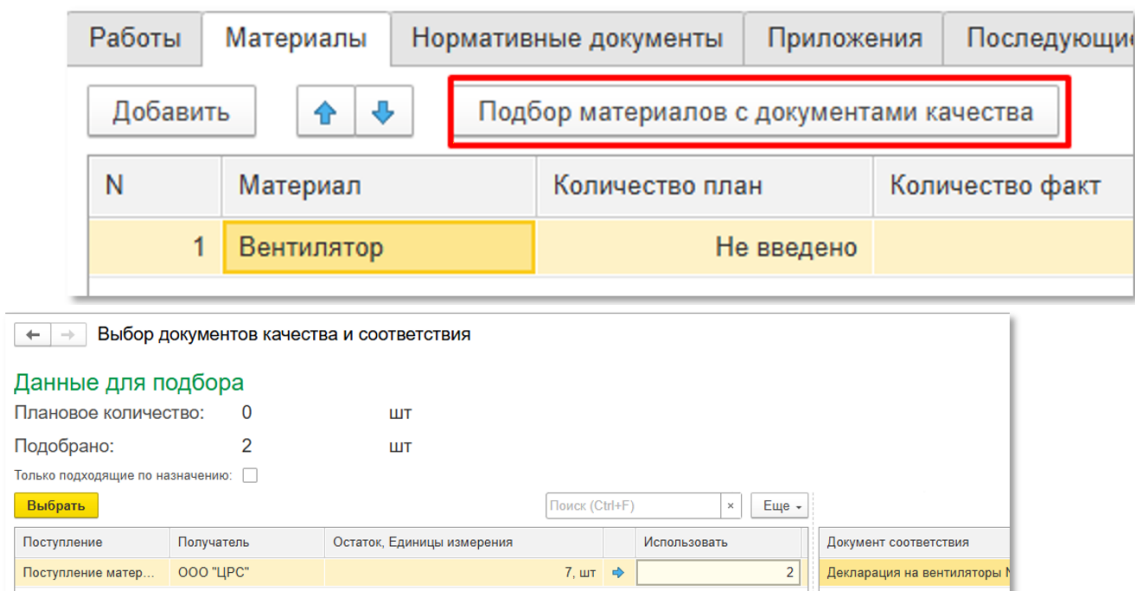 Работы Материалы Нормативные документы Приложения Последующи
Добавить Подбор материалов с документами качества
N Материал Количество план Количество факт
1 Вентилятор Не введено
Выбор документов качества и соответствия
Данные для подбора
Плановое количество: 0 шт
Подобрано: 2 шт
Только подходящие по назначению:
Выбрать Поиск (Ctrl+F) × Еще
Поступление Получатель Остаток, Единицы измерения Использовать Документ соответствия
Поступление матер... ООО "ЦРС" 7, шт 2 Декларация на вентиляторы N